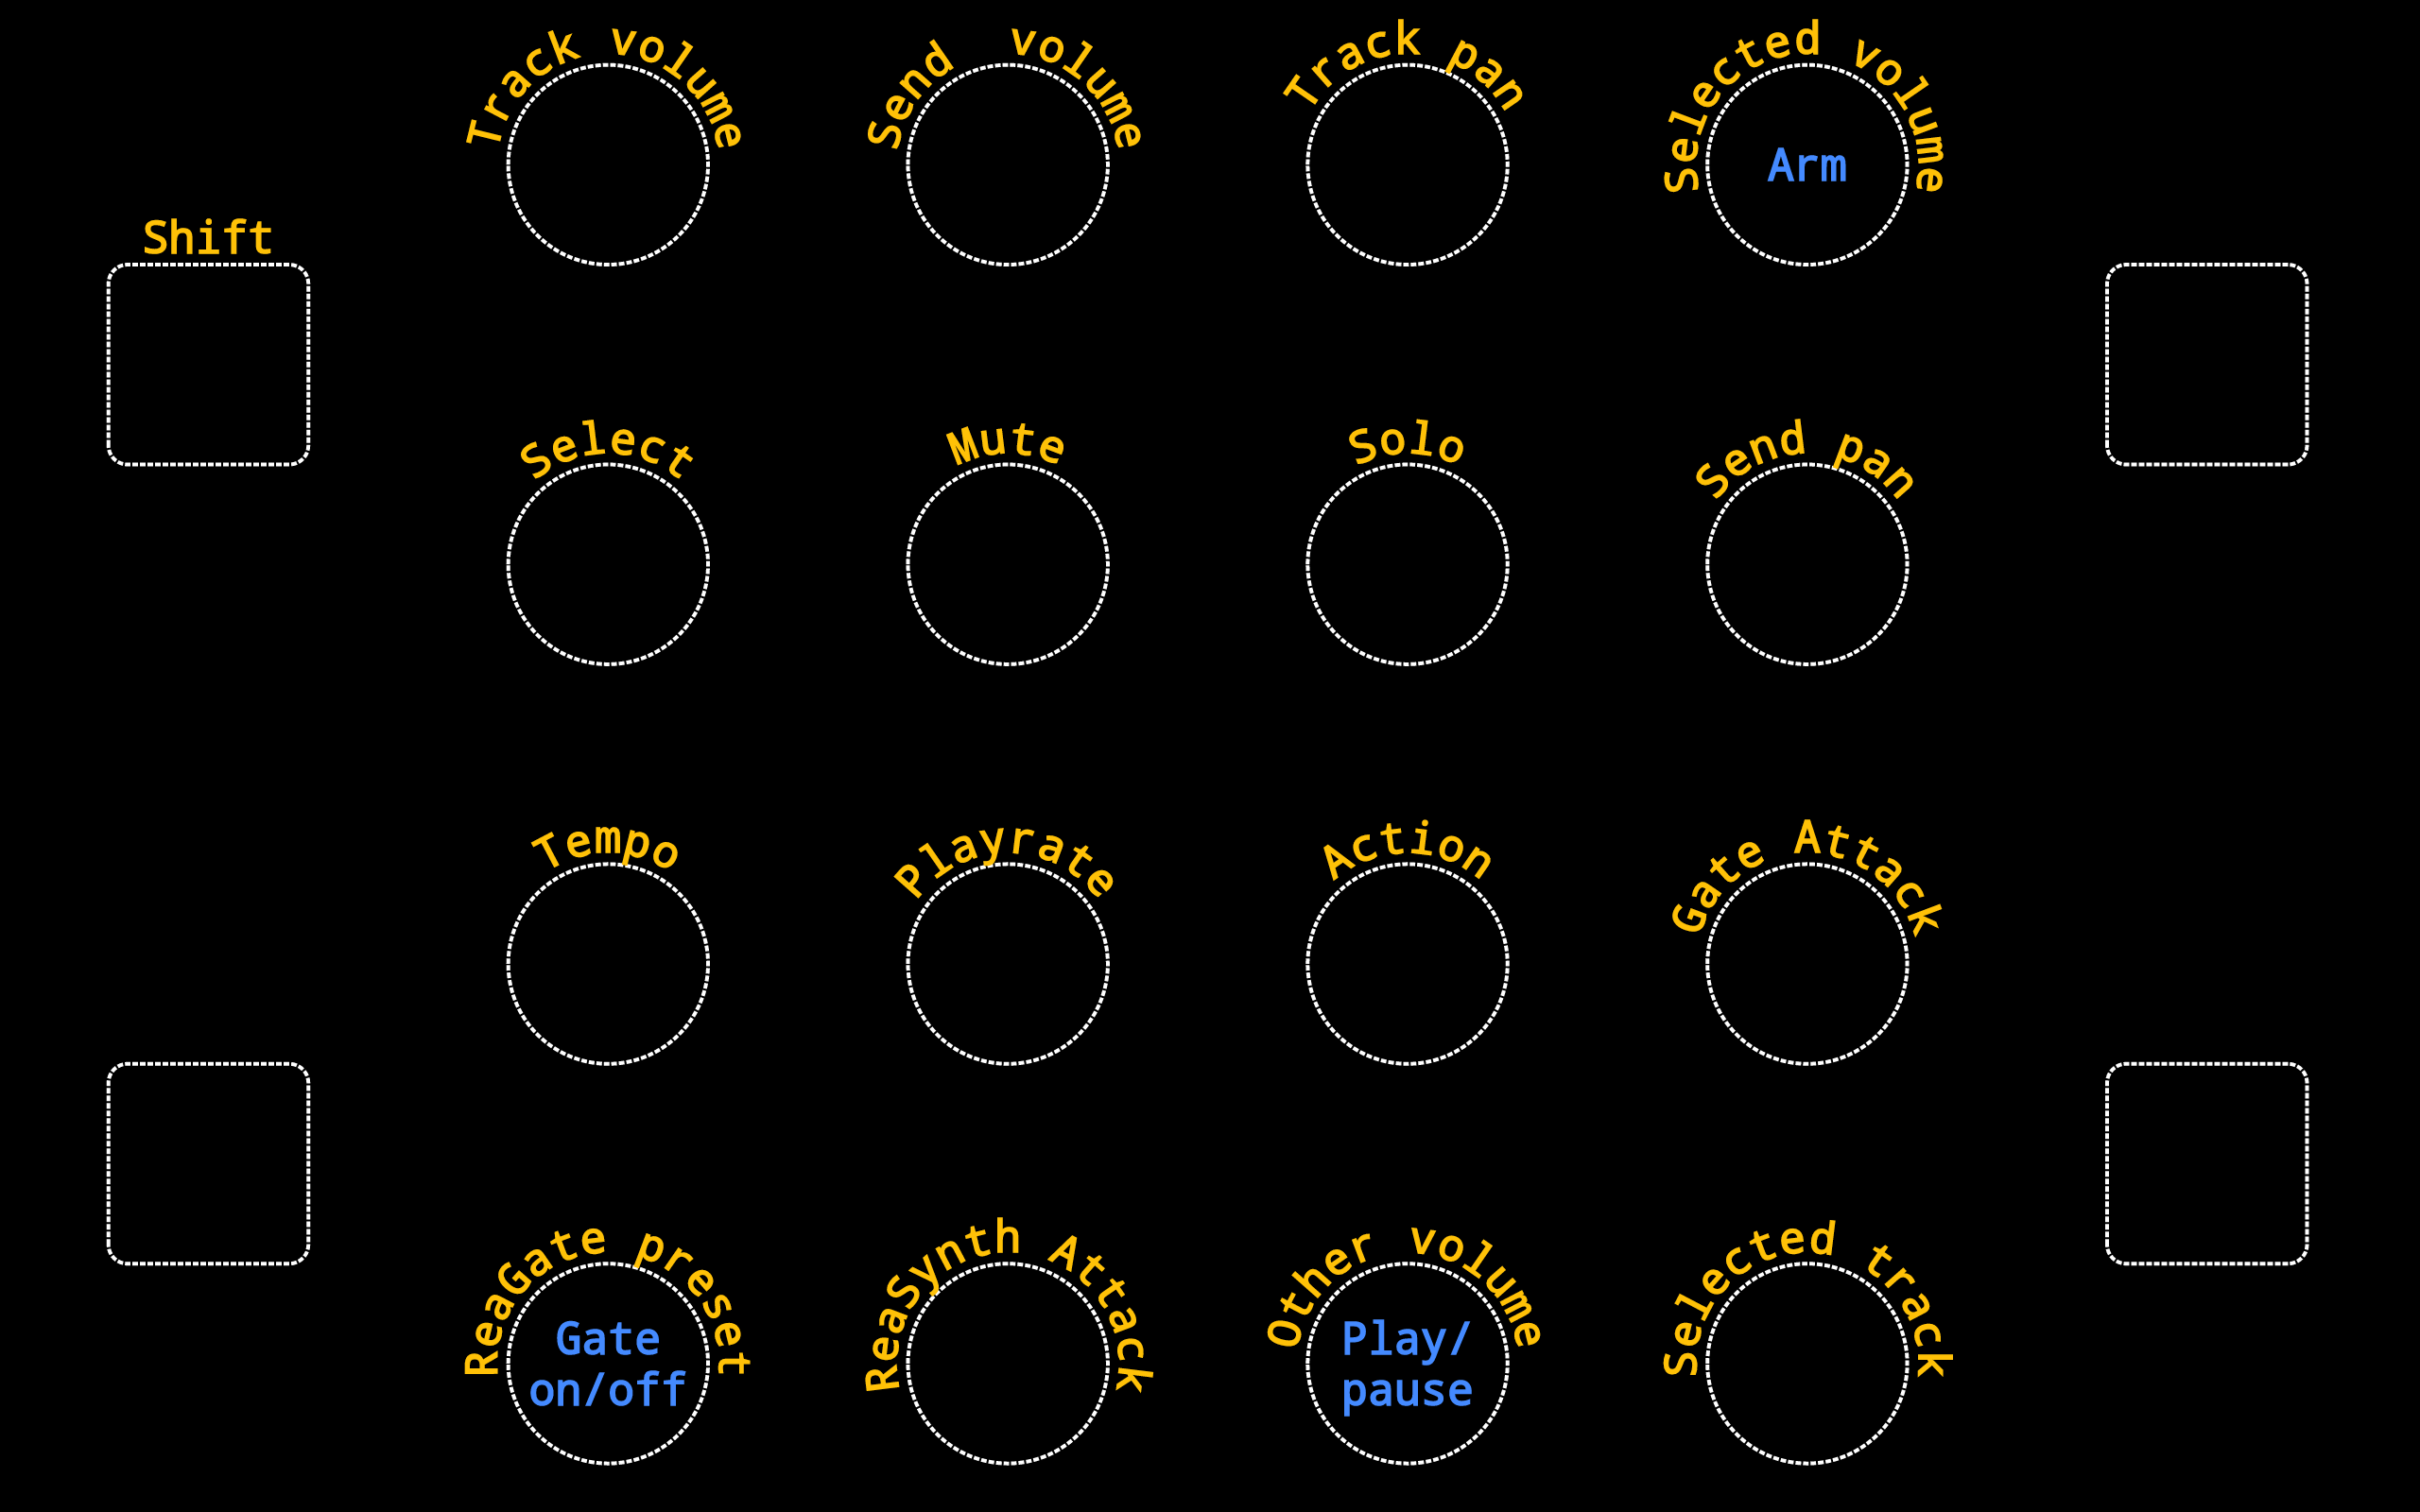 Track volume
Send volume
Track pan
Selected volume
Arm
Shift
Select
Mute
Solo
Send pan
Tempo
Playrate
Action
Gate Attack
ReaGate preset
Gate
on/off
ReaSynth Attack
Other volume
Play/
pause
Selected track